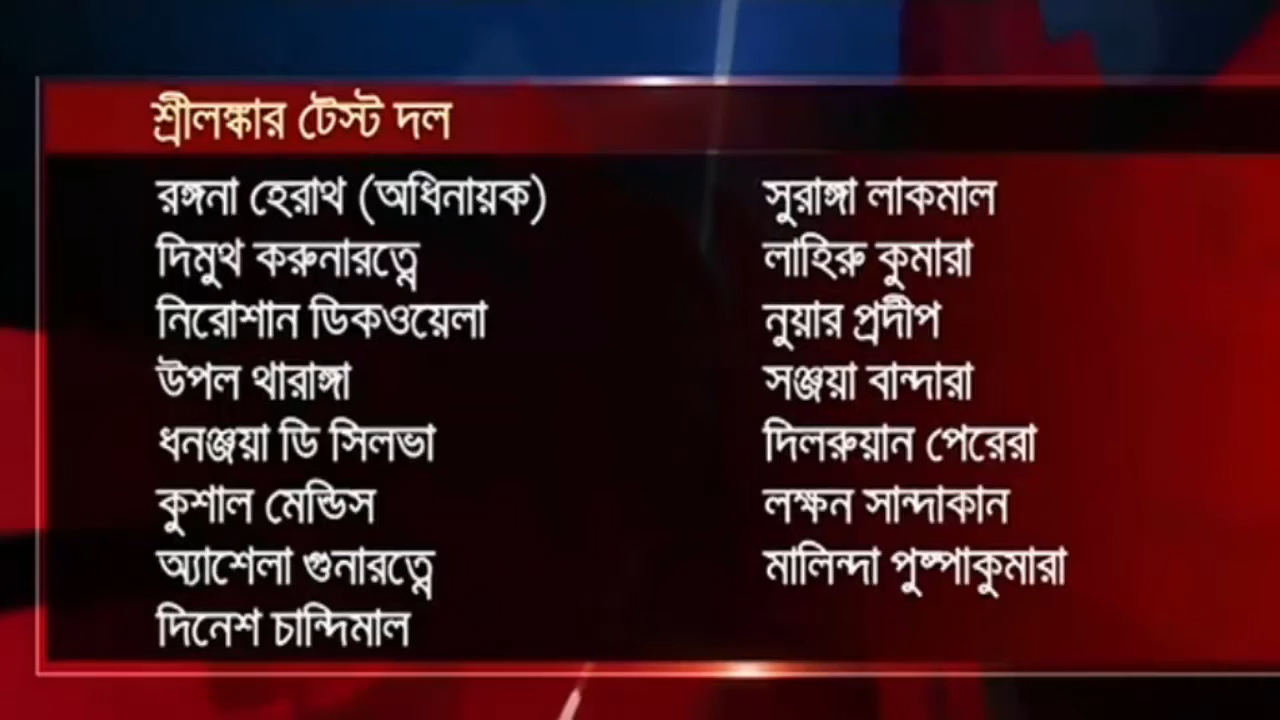 শ্রীলঙ্কার টেস্ট দল
রঙ্গনা হেরাথ (অধিনায়ক)
দিমুথ করুনারত্নে
নিরোশান ডিকওয়েলা
উপল থারাঙ্গা
ধনঞ্জয়া ডি সিলভা
কুশাল মেন্ডিস
অ্যাশেলা গুনারত্নে
দিনেশ চান্দিমাল
সুরাঙ্গা লাকমাল
লাহিরু কুমারা
নুয়ার প্রদীপ
সঞ্জয়া বান্দারা
দিলরুয়ান পেরেরা
লক্ষন সান্দাকান
মালিন্দা পুষ্পাকুমারা